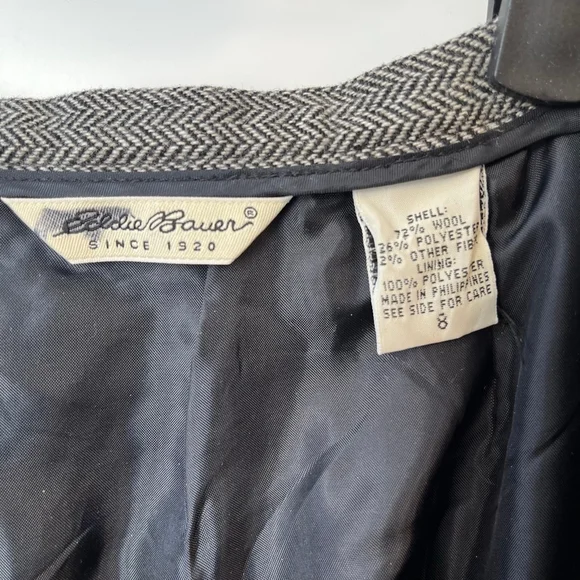 Eddie Bauer®
SINCE 1920
SHELL:
72% WOOL
26% POLYESTER
2% OTHER FIB
LINING:
100% POLYESTER
MADE IN PHILIPPINES
SEE SIDE FOR CARE
8